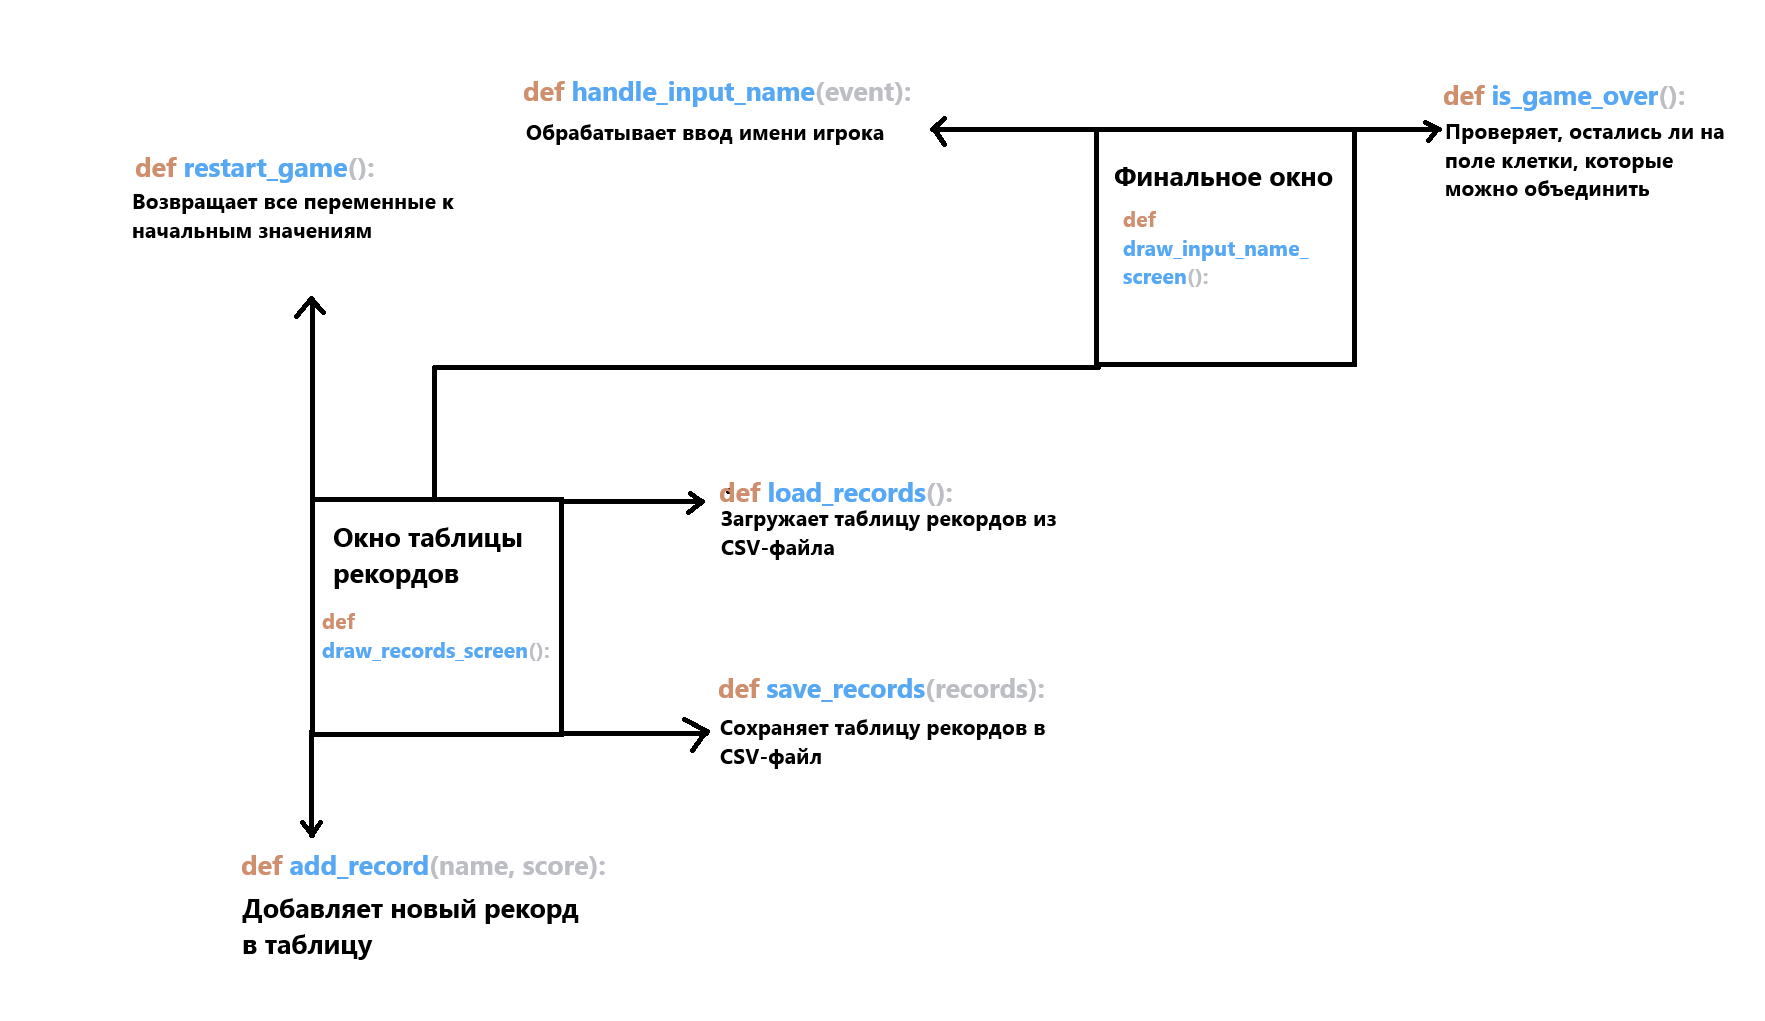 def handle_input_name(event):
Обрабатывает ввод имени игрока
def is_game_over():
Проверяет, остались ли на
поле клетки, которые
можно объединить
def restart_game():
Возвращает все переменные к
начальным значениям
Финальное окно
def
draw_input_name_
screen():
def load_records():
Загружает таблицу рекордов из
CSV-файла
Окно таблицы
рекордов
def
draw_records_screen():
def save_records(records):
Сохраняет таблицу рекордов в
CSV-файл
def add_record(name, score):
Добавляет новый рекорд
в таблицу